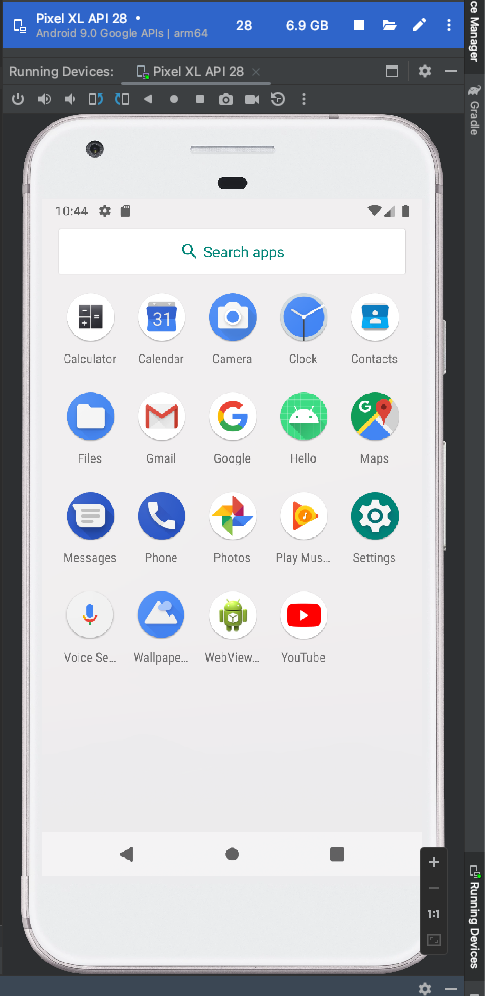 Pixel XL API 28
Android 9.0 Google APIs | arm64
28
6.9 GB
ce Manager
Running Devices:
Pixel XL API 28
Gradle
10:44
Search apps
Calculator
Calendar
31
Camera
Clock
Contacts
Files
Gmail
Google
Hello
Maps
Messages
Phone
Photos
Play Mus...
Settings
Voice Se...
Wallpape...
WebView...
YouTube
1:1
Running Devices